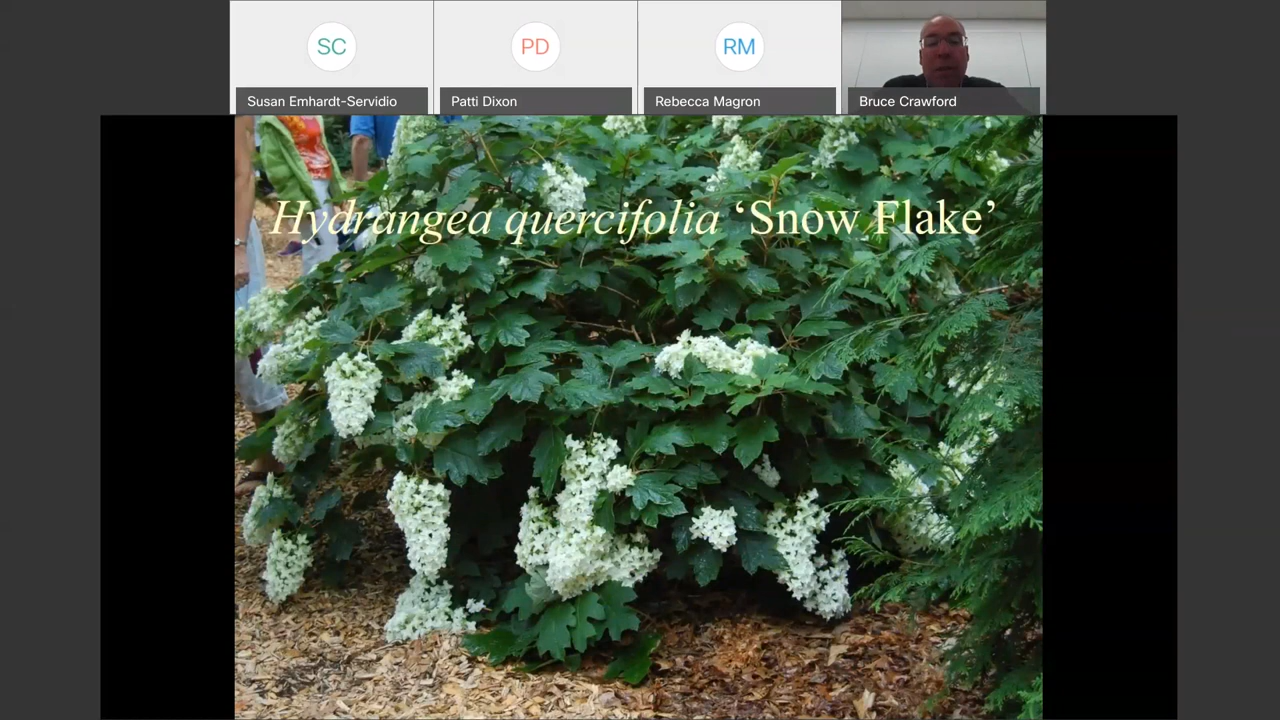 SC
PD
RM
Susan Emhardt-Servidio
Patti Dixon
Rebecca Magron
Bruce Crawford
Hydrangea quercifolia ‘Snow Flake’